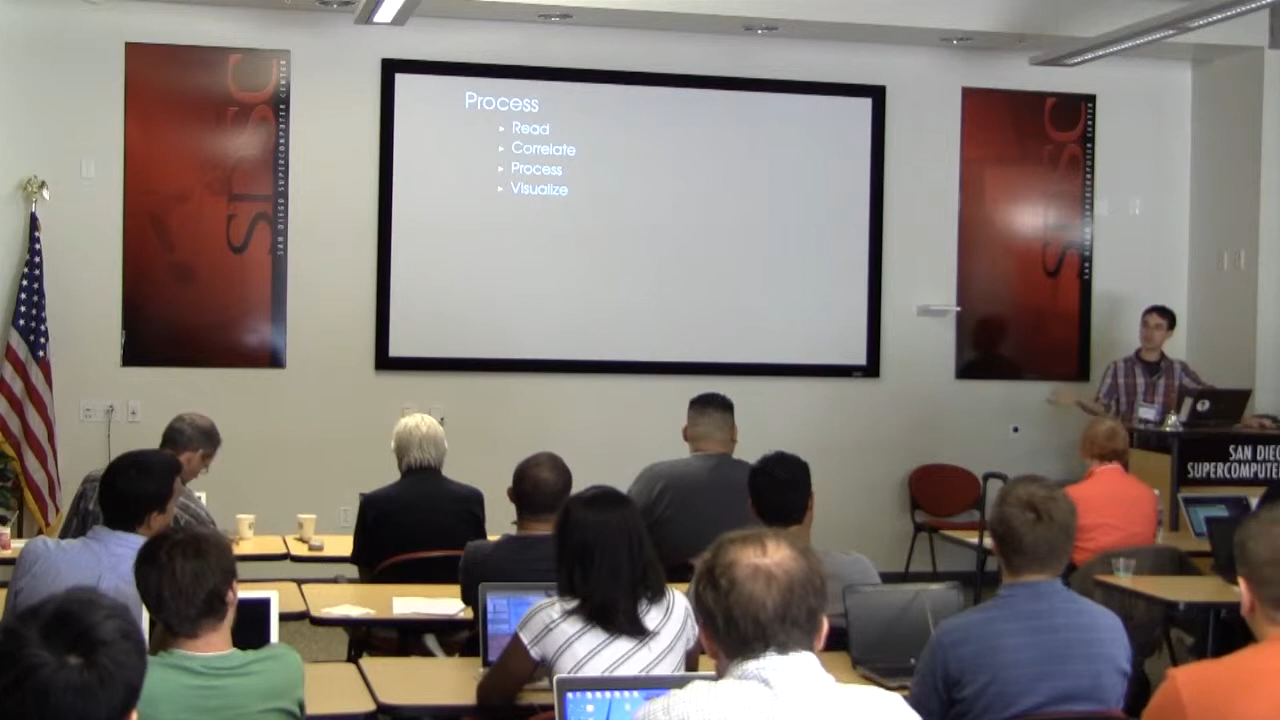 SDSC
SAN DIEGO SUPERCOMPUTER CENTER
Process
▸ Read
▸ Correlate
▸ Process
▸ Visualize
SDSC
SAN DIEGO SUPERCOMPUTER CENTER
SAN DIEG
SUPERCOMPUTE